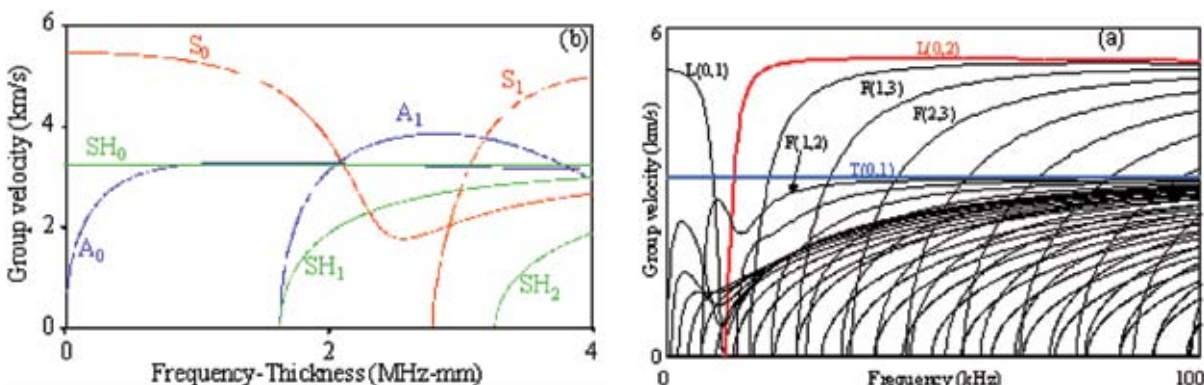 6
(b)
S0
S1
A1
4
SH0
2
A0
SH1
SH2
0
0
2
4
Group velocity (km/s)
Frequency-Thickness (MHz-mm)
6
(a)
L(0,2)
L(0,1)
F(1,3)
F(2,3)
F(1,2)
T(0,1)
0
0
100
Group velocity (km/s)
Frequency (kHz)